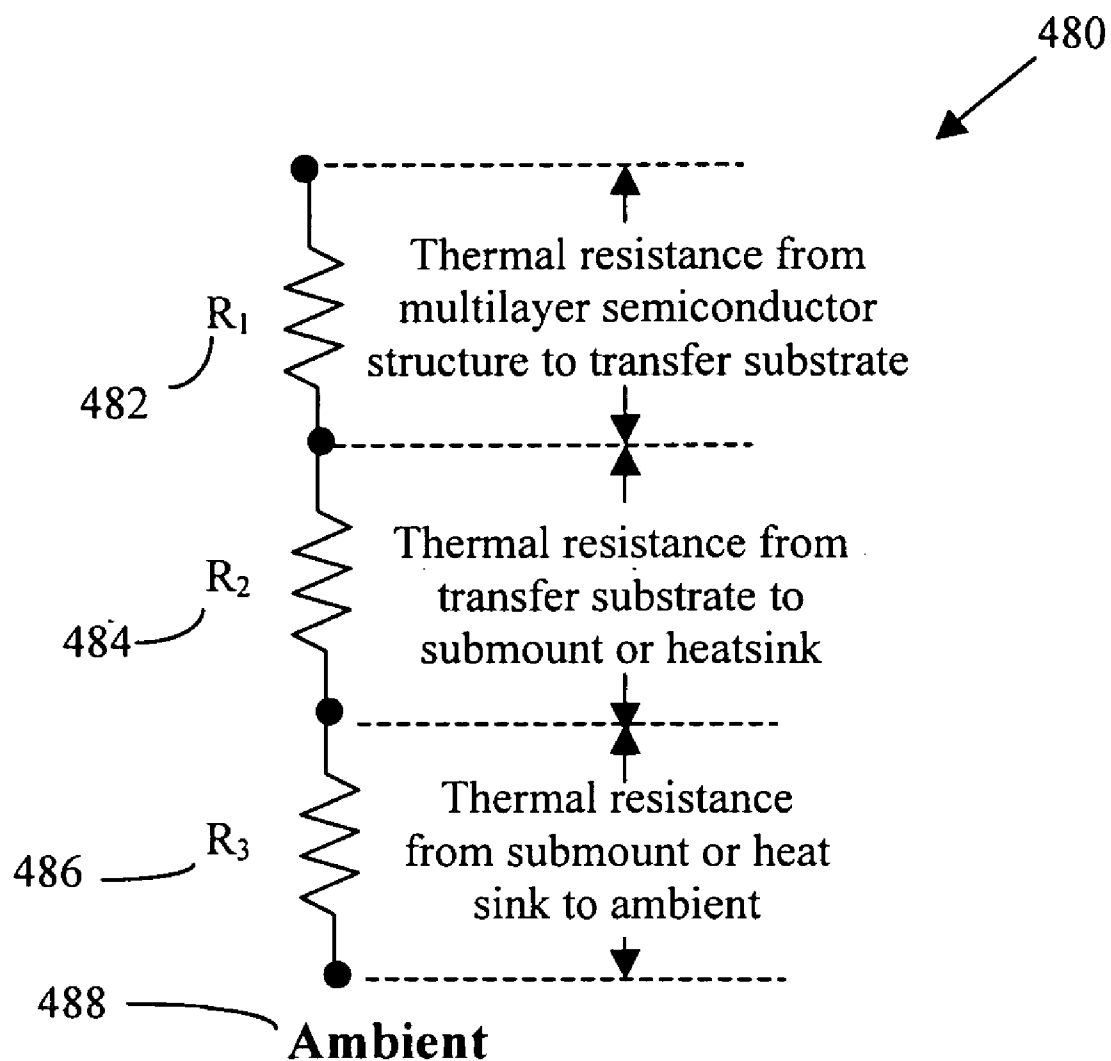 480
Thermal resistance from
multilayer semiconductor
structure to transfer substrate
R₁
482
Thermal resistance from
transfer substrate to
submount or heatsink
R₂
484
Thermal resistance
from submount or heat
sink to ambient
R₃
486
488
Ambient